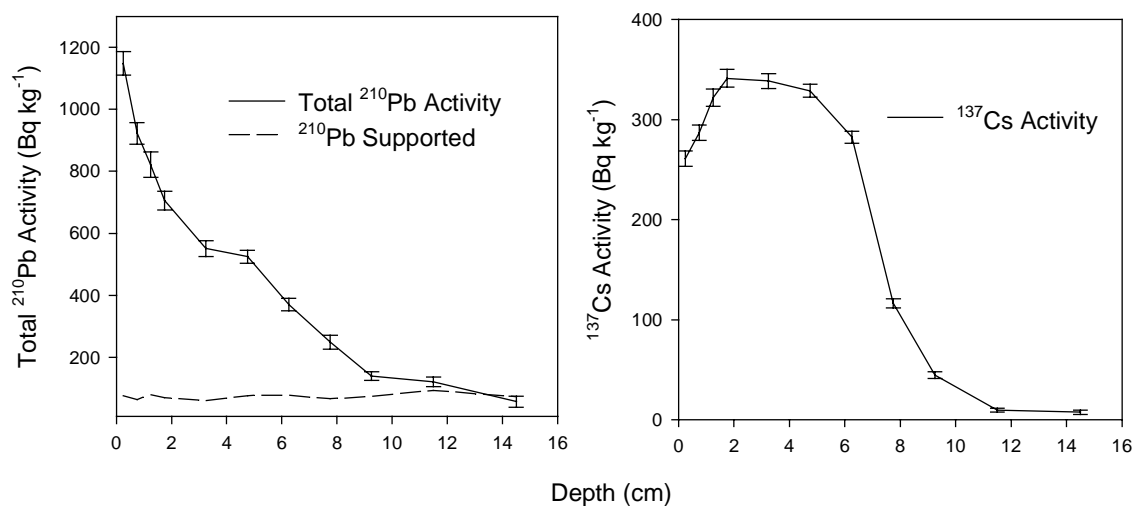 Total ²¹⁰Pb Activity (Bq kg⁻¹)
1200
1000
800
600
400
200
Total ²¹⁰Pb Activity
²¹⁰Pb Supported
0 2 4 6 8 10 12 14 16
¹³⁷Cs Activity (Bq kg⁻¹)
400
300
200
100
0
¹³⁷Cs Activity
0 2 4 6 8 10 12 14 16
Depth (cm)